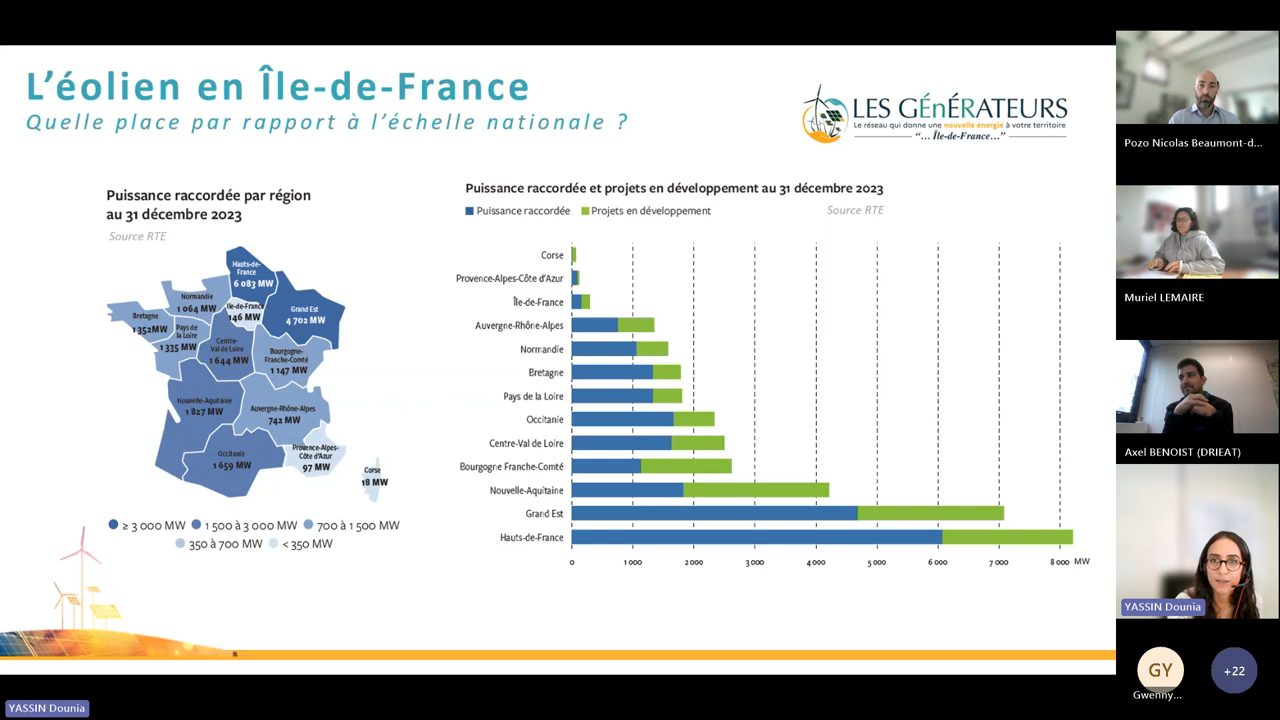 L'éolien en Île-de-France
Quelle place par rapport à l'échelle nationale ?
LES GÉnÉRATEURS
Le réseau qui donne une nouvelle énergie à votre territoire
“... Île-de-France...”
Puissance raccordée par région
au 31 décembre 2023
Source RTE
Hauts-de-
France
6 083 MW
Normandie
1 064 MW
Ile-de-France
146 MW
Grand Est
4 702 MW
Bretagne
1 352MW
Pays de
la Loire
1 335 MW
Centre-
Val de Loire
1 644 MW
Bourgogne-
Franche-Comté
1 147 MW
Nouvelle-Aquitaine
1 827 MW
Auvergne-Rhône-Alpes
742 MW
Occitanie
1 659 MW
Provence-Alpes-
Côte d'Azur
97 MW
Corse
18 MW
≥ 3 000 MW
1 500 à 3 000 MW
700 à 1 500 MW
350 à 700 MW
< 350 MW
Puissance raccordée et projets en développement au 31 décembre 2023
Puissance raccordée
Projets en développement
Source RTE
Corse
Provence-Alpes-Côte d'Azur
Île-de-France
Auvergne-Rhône-Alpes
Normandie
Bretagne
Pays de la Loire
Occitanie
Centre-Val de Loire
Bourgogne Franche-Comté
Nouvelle-Aquitaine
Grand Est
Hauts-de-France
0 1 000 2 000 3 000 4 000 5 000 6 000 7 000 8 000 MW
Pozo Nicolas Beaumont-d...
Muriel LEMAIRE
Axel BENOIST (DRIEAT)
YASSIN Dounia
GY
Gwenny...
+22
YASSIN Dounia